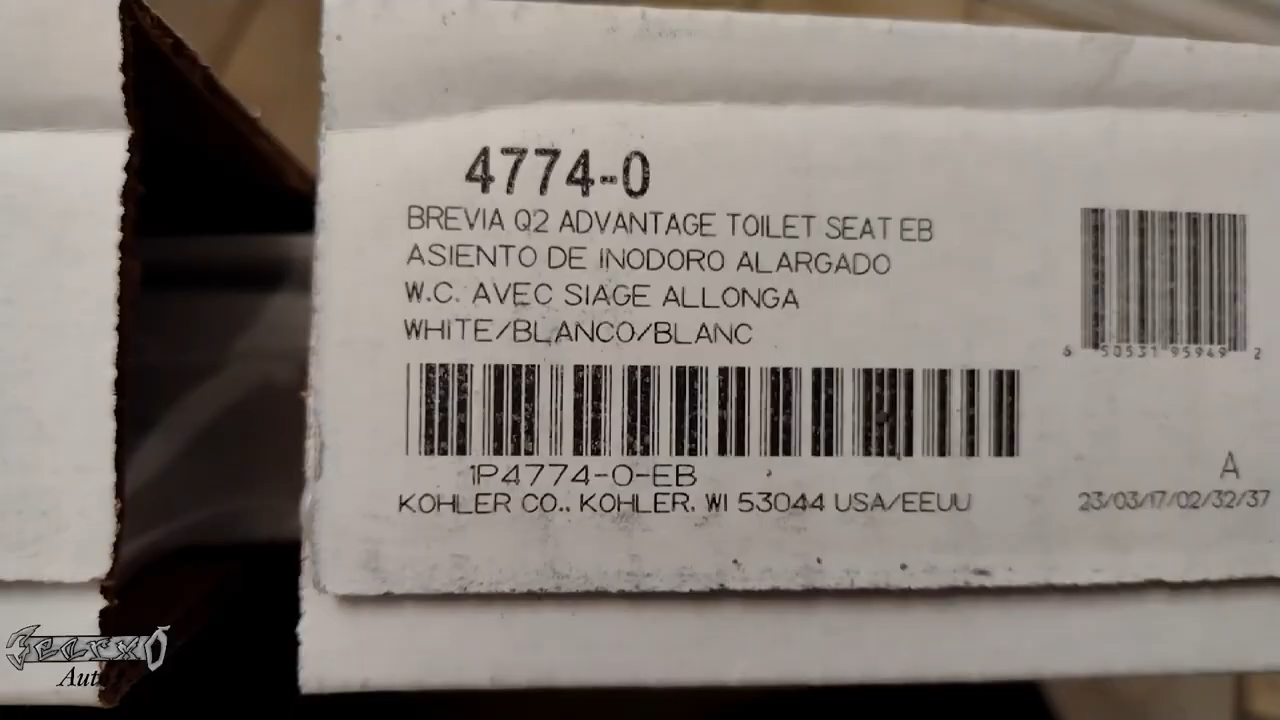 4774-0
BREVIA Q2 ADVANTAGE TOILET SEAT EB
ASIENTO DE INODORO ALARGADO
W.C. AVEC SIAGE ALLONGA
WHITE/BLANCO/BLANC
6 50531 95949 2
1P4774-0-EB
KOHLER CO., KOHLER, WI 53044 USA/EEUU
A
23/03/17/02/32/37